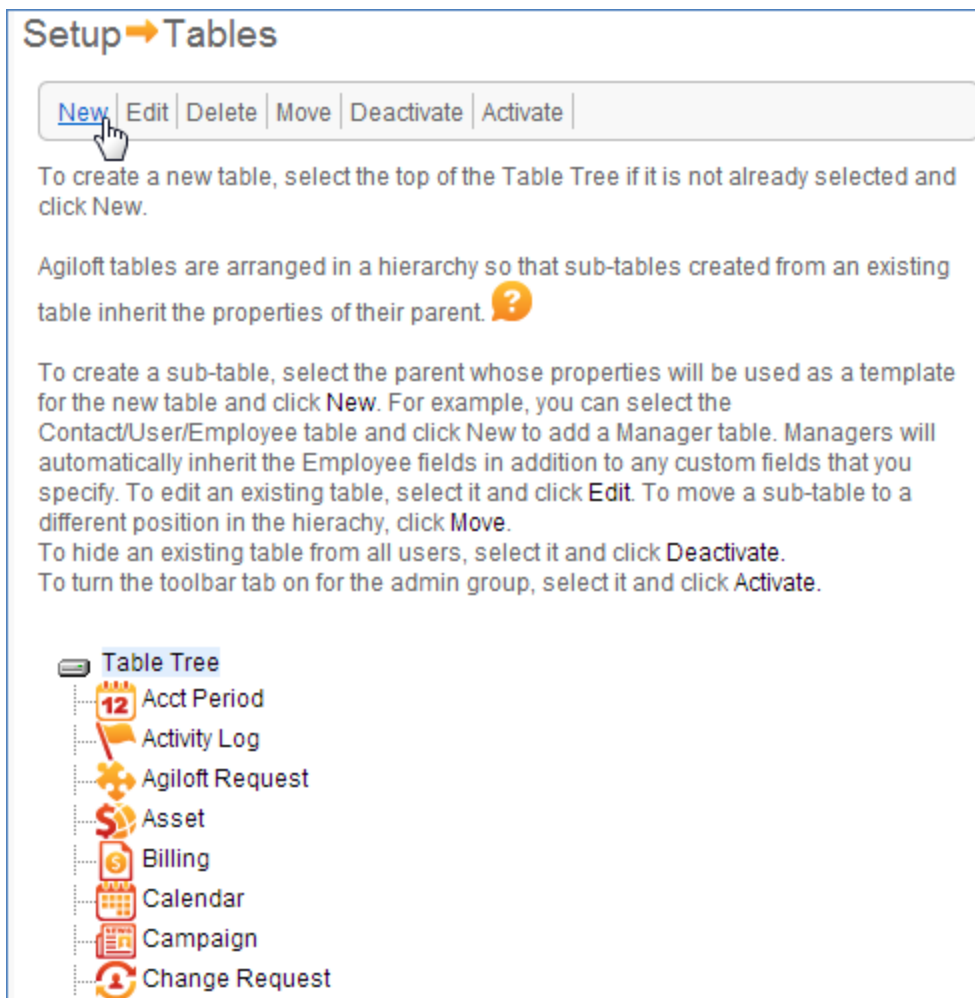 Setup Tables
New Edit Delete Move Deactivate Activate
To create a new table, select the top of the Table Tree if it is not already selected and
click New.
Agiloft tables are arranged in a hierarchy so that sub-tables created from an existing
table inherit the properties of their parent. ?
To create a sub-table, select the parent whose properties will be used as a template
for the new table and click New. For example, you can select the
Contact/User/Employee table and click New to add a Manager table. Managers will
automatically inherit the Employee fields in addition to any custom fields that you
specify. To edit an existing table, select it and click Edit. To move a sub-table to a
different position in the hierachy, click Move.
To hide an existing table from all users, select it and click Deactivate.
To turn the toolbar tab on for the admin group, select it and click Activate.
Table Tree
12 Acct Period
Activity Log
Agiloft Request
$ Asset
$ Billing
Calendar
Campaign
Change Request